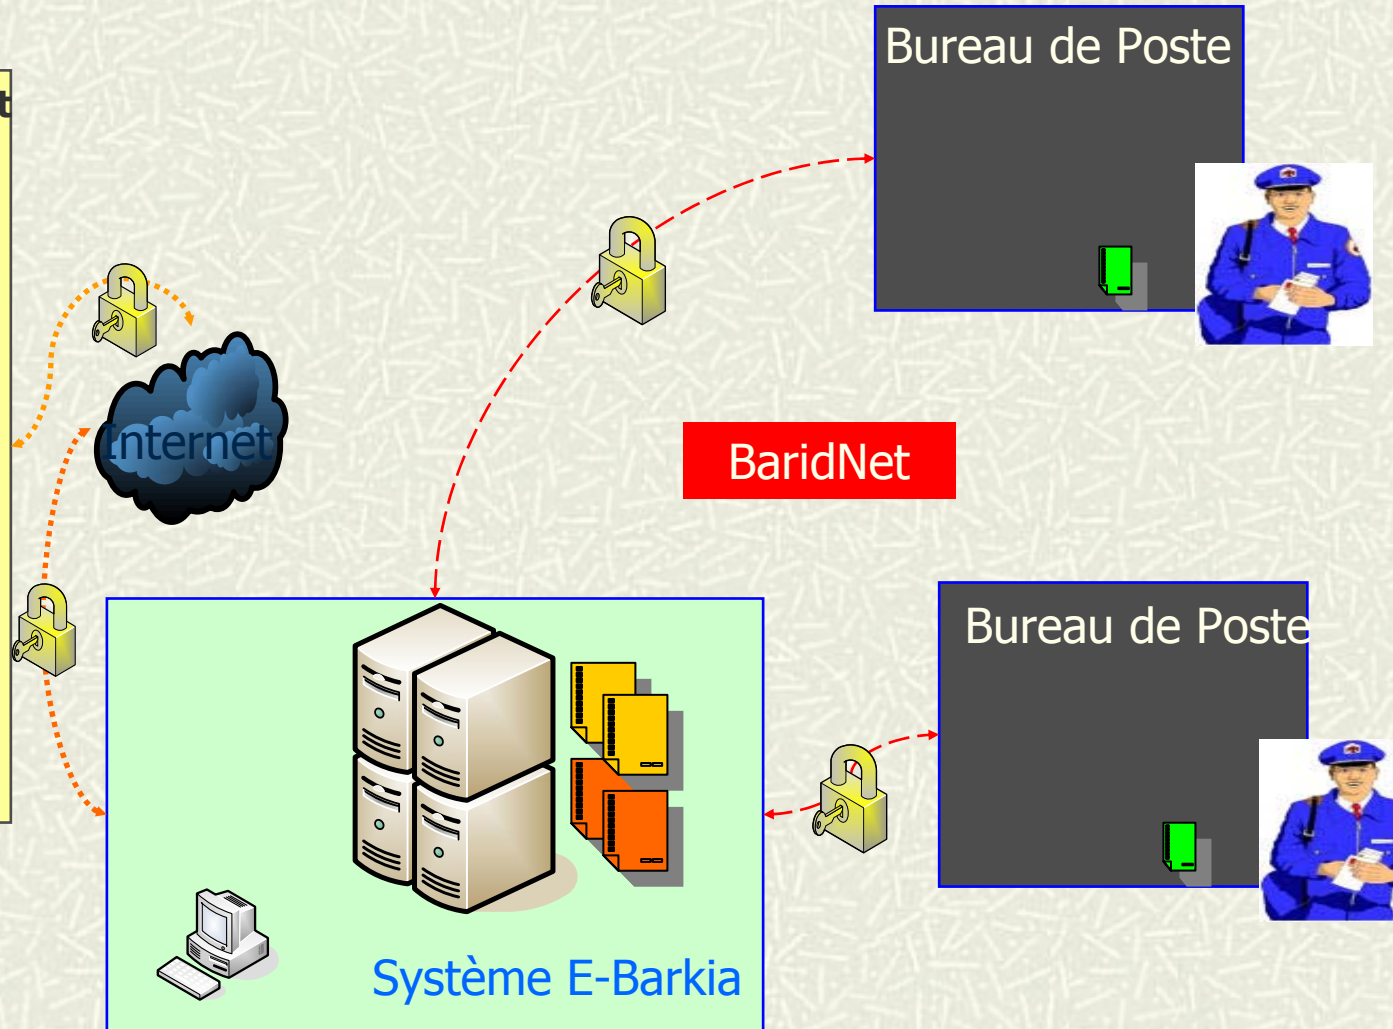 Bureau de Poste
t
Internet
BaridNet
Bureau de Poste
Système E-Barkia